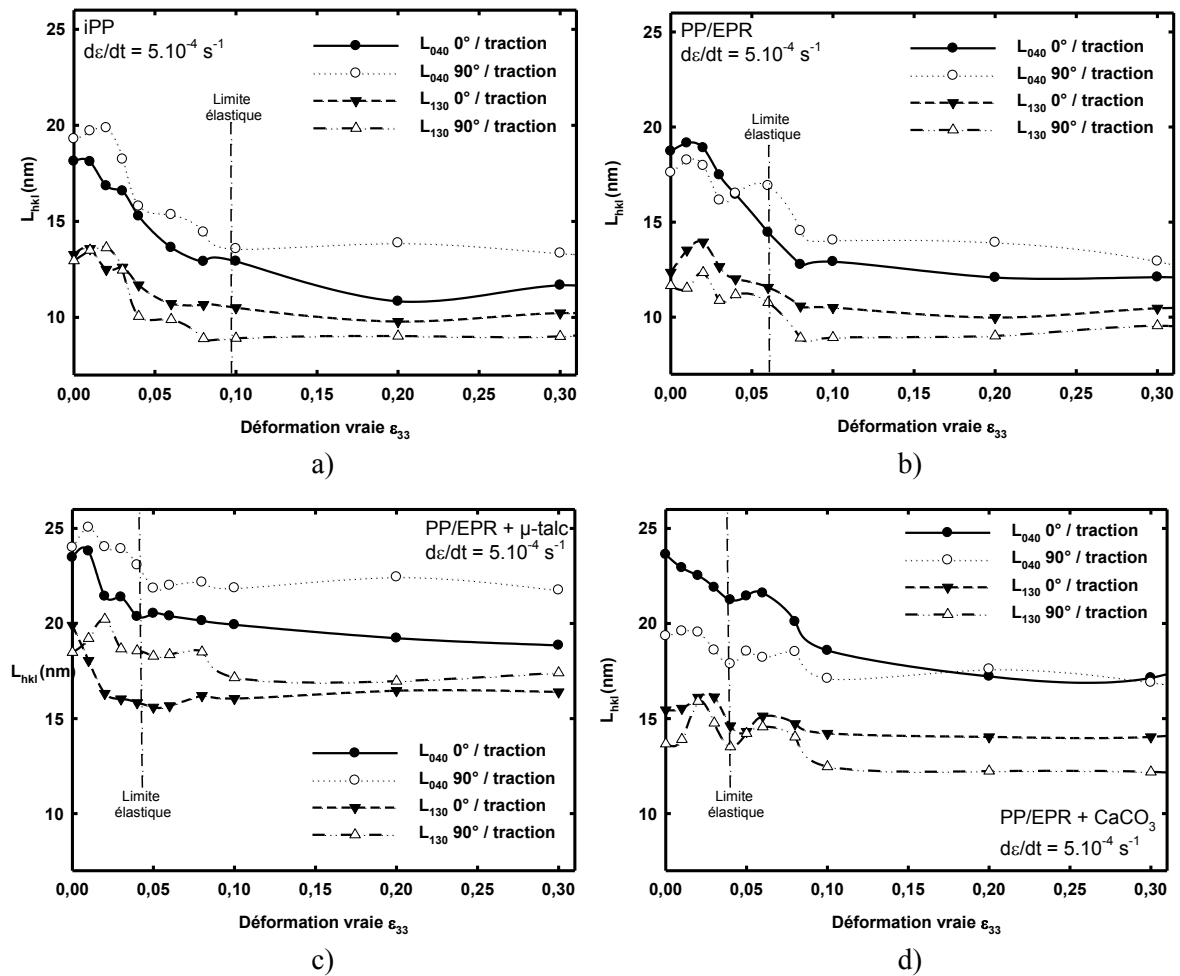 iPP
dε/dt = 5.10⁻⁴ s⁻¹
L₀₄₀ 0° / traction
L₀₄₀ 90° / traction
L₁₃₀ 0° / traction
L₁₃₀ 90° / traction
Limite
élastique
25
20
15
10
Lₕₖₗ (nm)
0,00 0,05 0,10 0,15 0,20 0,25 0,30
Déformation vraie ε₃₃
a)
PP/EPR
dε/dt = 5.10⁻⁴ s⁻¹
L₀₄₀ 0° / traction
L₀₄₀ 90° / traction
L₁₃₀ 0° / traction
L₁₃₀ 90° / traction
Limite
élastique
25
20
15
10
Lₕₖₗ (nm)
0,00 0,05 0,10 0,15 0,20 0,25 0,30
Déformation vraie ε₃₃
b)
PP/EPR + µ-talc
dε/dt = 5.10⁻⁴ s⁻¹
25
20
Lₕₖₗ (nm)
15
10
L₀₄₀ 0° / traction
L₀₄₀ 90° / traction
L₁₃₀ 0° / traction
L₁₃₀ 90° / traction
Limite
élastique
0,00 0,05 0,10 0,15 0,20 0,25 0,30
Déformation vraie ε₃₃
c)
L₀₄₀ 0° / traction
L₀₄₀ 90° / traction
L₁₃₀ 0° / traction
L₁₃₀ 90° / traction
25
20
15
10
Lₕₖₗ (nm)
Limite
élastique
PP/EPR + CaCO₃
dε/dt = 5.10⁻⁴ s⁻¹
0,00 0,05 0,10 0,15 0,20 0,25 0,30
Déformation vraie ε₃₃
d)